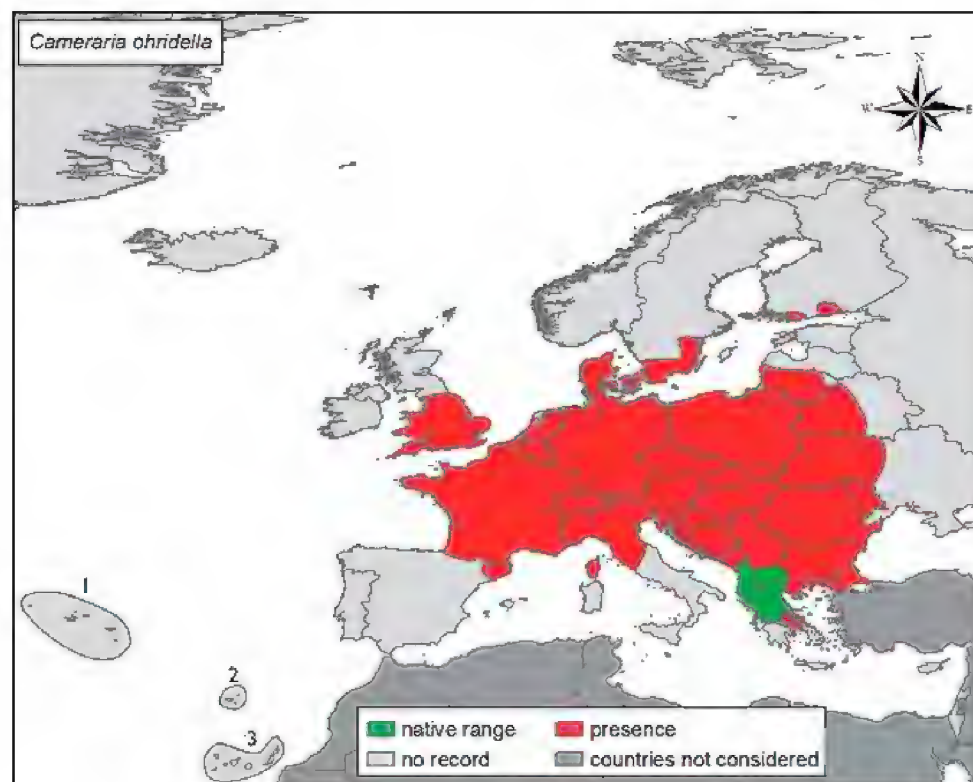 Cameraria ohridella
N
W E
S
1
2
3
native range presence
no record countries not considered